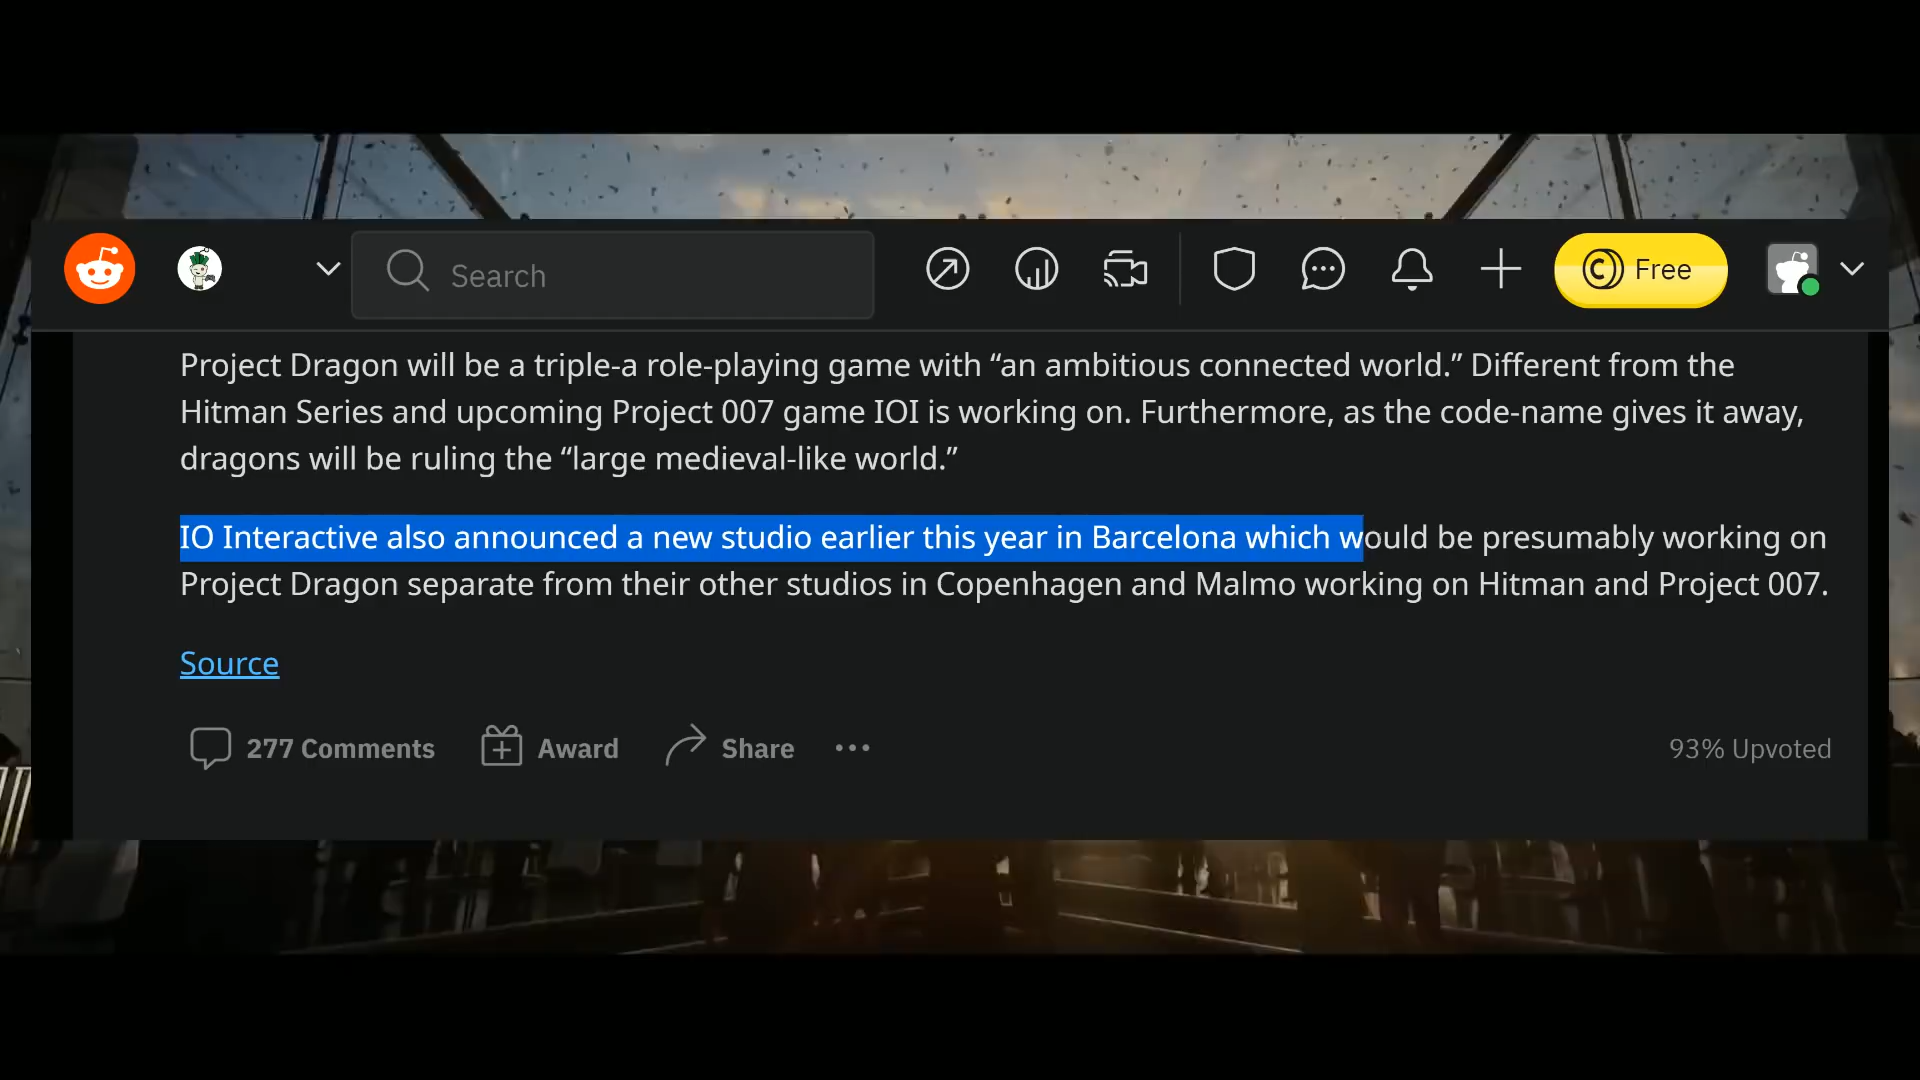 Search
Free
Project Dragon will be a triple-a role-playing game with “an ambitious connected world.” Different from the
Hitman Series and upcoming Project 007 game IOI is working on. Furthermore, as the code-name gives it away,
dragons will be ruling the “large medieval-like world.”
IO Interactive also announced a new studio earlier this year in Barcelona which would be presumably working on
Project Dragon separate from their other studios in Copenhagen and Malmo working on Hitman and Project 007.
Source
277 Comments Award Share 93% Upvoted